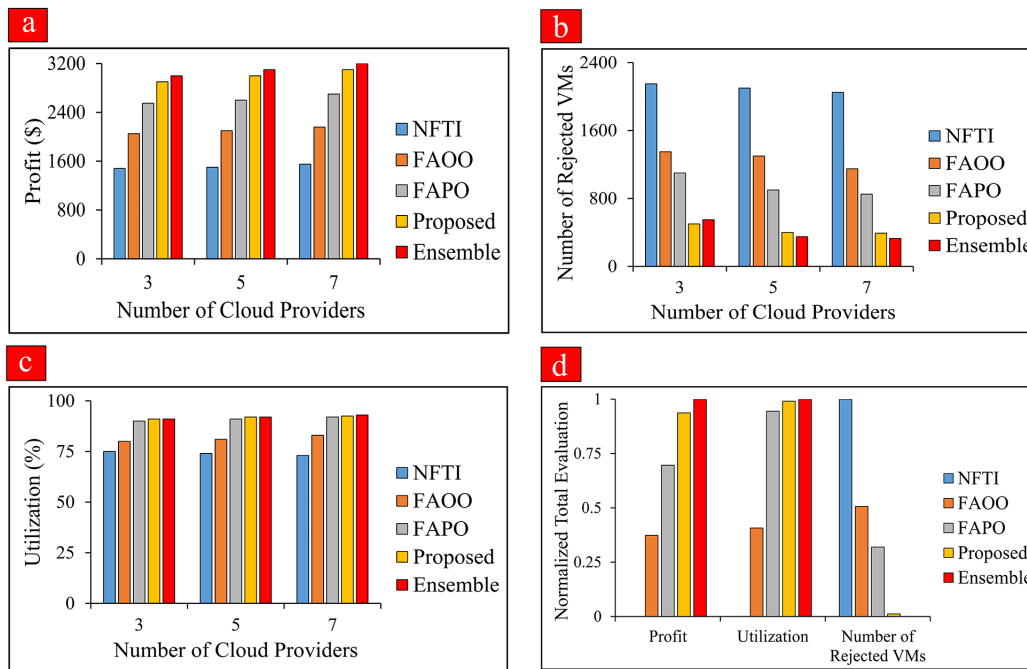 a
Profit ($)
3200
2400
1600
800
0
3
5
7
Number of Cloud Providers
NFTI
FAOO
FAPO
Proposed
Ensemble
b
Number of Rejected VMs
2400
1600
800
0
3
5
7
Number of Cloud Providers
NFTI
FAOO
FAPO
Proposed
Ensemble
c
Utilization (%)
100
75
50
25
0
3
5
7
Number of Cloud Providers
NFTI
FAOO
FAPO
Proposed
Ensemble
d
Normalized Total Evaluation
1
0.75
0.5
0.25
0
Profit
Utilization
Number of
Rejected VMs
NFTI
FAOO
FAPO
Proposed
Ensemble